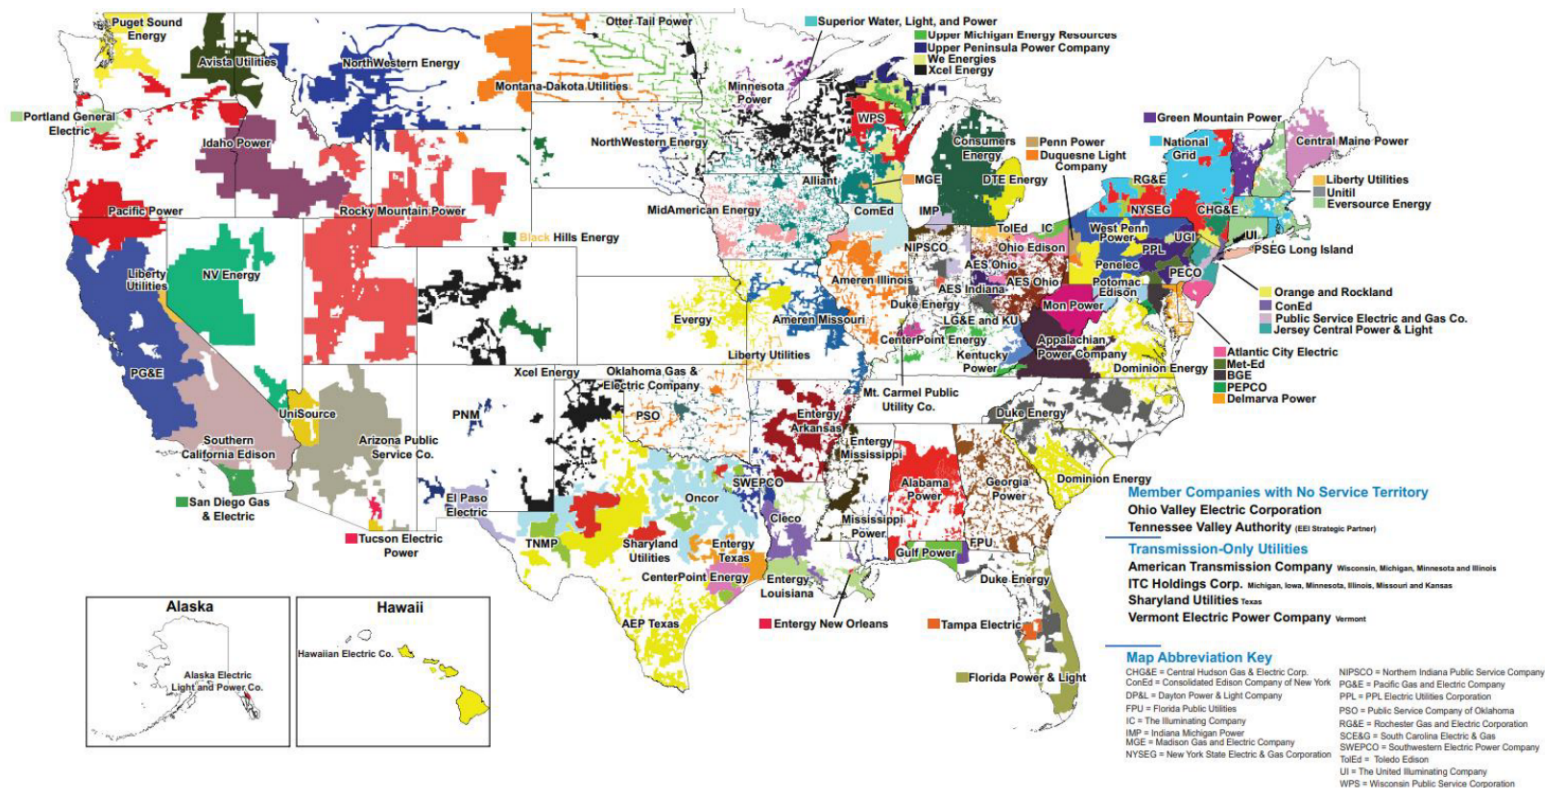 Puget Sound
Energy
Avista Utilities
NorthWestern Energy
Otter Tail Power
Superior Water, Light, and Power
Upper Michigan Energy Resources
Upper Peninsula Power Company
We Energies
Xcel Energy
Montana-Dakota Utilities
Minnesota
Power
Portland General
Electric
Idaho Power
NorthWestern Energy
WPS
Consumers
Energy
Penn Power
Duquesne Light
Company
Green Mountain Power
National
Grid
Central Maine Power
Pacific Power
Rocky Mountain Power
Alliant
MGE
DTE Energy
RG&E
Liberty Utilities
Unitil
Eversource Energy
MidAmerican Energy
ComEd
IMP
NYSEG
CHG&E
Black Hills Energy
TolEd
IC
West Penn
Power
UGI
UI
PSEG Long Island
NIPSCO
Ohio Edison
PPL
Liberty
Utilities
NV Energy
AES Ohio
Penelec
PECO
Ameren Illinois
AES Indiana
AES Ohio
Potomac
Edison
Orange and Rockland
ConEd
Public Service Electric and Gas Co.
Jersey Central Power & Light
Duke Energy
Mon Power
Evergy
Ameren Missouri
LG&E and KU
CenterPoint Energy
Appalachian
Power Company
Liberty Utilities
Kentucky
Power
Dominion Energy
Atlantic City Electric
Met-Ed
BGE
PEPCO
Delmarva Power
PG&E
Xcel Energy
Oklahoma Gas &
Electric Company
Mt. Carmel Public
Utility Co.
UniSource
PNM
PSO
Entergy
Arkansas
Duke Energy
Southern
California Edison
Arizona Public
Service Co.
Entergy
Mississippi
San Diego Gas
& Electric
El Paso
Electric
Oncor
SWEPCO
Alabama
Power
Georgia
Power
Dominion Energy
Tucson Electric
Power
TNMP
Sharyland
Utilities
Entergy
Texas
Cleco
Mississippi
Power
Gulf Power
FPU
CenterPoint Energy
Entergy
Louisiana
Duke Energy
AEP Texas
Entergy New Orleans
Tampa Electric
Florida Power & Light
Alaska
Alaska Electric
Light and Power Co.
Hawaii
Hawaiian Electric Co.
Member Companies with No Service Territory
Ohio Valley Electric Corporation
Tennessee Valley Authority (EEI Strategic Partner)
Transmission-Only Utilities
American Transmission Company Wisconsin, Michigan, Minnesota and Illinois
ITC Holdings Corp. Michigan, Iowa, Minnesota, Illinois, Missouri and Kansas
Sharyland Utilities Texas
Vermont Electric Power Company Vermont
Map Abbreviation Key
CHG&E = Central Hudson Gas & Electric Corp.
ConEd = Consolidated Edison Company of New York
DP&L = Dayton Power & Light Company
FPU = Florida Public Utilities
IC = The Illuminating Company
IMP = Indiana Michigan Power
MGE = Madison Gas and Electric Company
NYSEG = New York State Electric & Gas Corporation
NIPSCO = Northern Indiana Public Service Company
PG&E = Pacific Gas and Electric Company
PPL = PPL Electric Utilities Corporation
PSO = Public Service Company of Oklahoma
RG&E = Rochester Gas and Electric Corporation
SCE&G = South Carolina Electric & Gas
SWEPCO = Southwestern Electric Power Company
TolEd = Toledo Edison
UI = The United Illuminating Company
WPS = Wisconsin Public Service Corporation